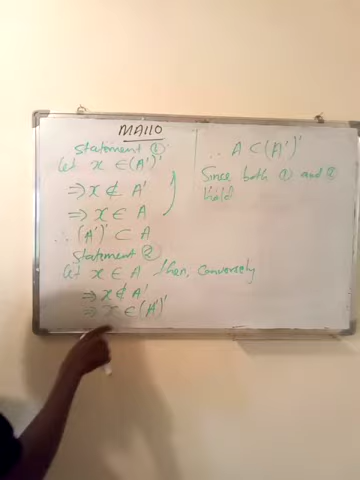 MA110
Statement ①
let x ∈ (A')'
⇒ x ∉ A'
⇒ x ∈ A
∴ (A')' ⊂ A
Statement ②
let x ∈ A then, conversely
⇒ x ∉ A'
⇒ x ∈ (A')'
∴ A ⊂ (A')'
Since both ① and ②
hold